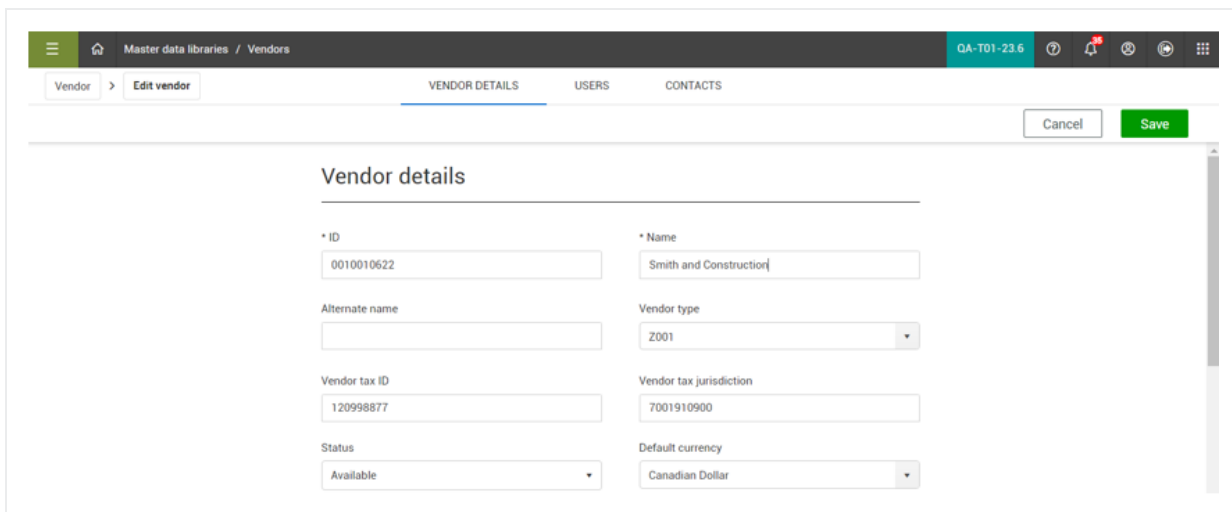 Master data libraries / Vendors
QA-T01-23.6
35
Vendor > Edit vendor
VENDOR DETAILS USERS CONTACTS
Cancel Save
Vendor details
* ID * Name
0010010622 Smith and Construction
Alternate name Vendor type
Z001
Vendor tax ID Vendor tax jurisdiction
120998877 7001910900
Status Default currency
Available Canadian Dollar